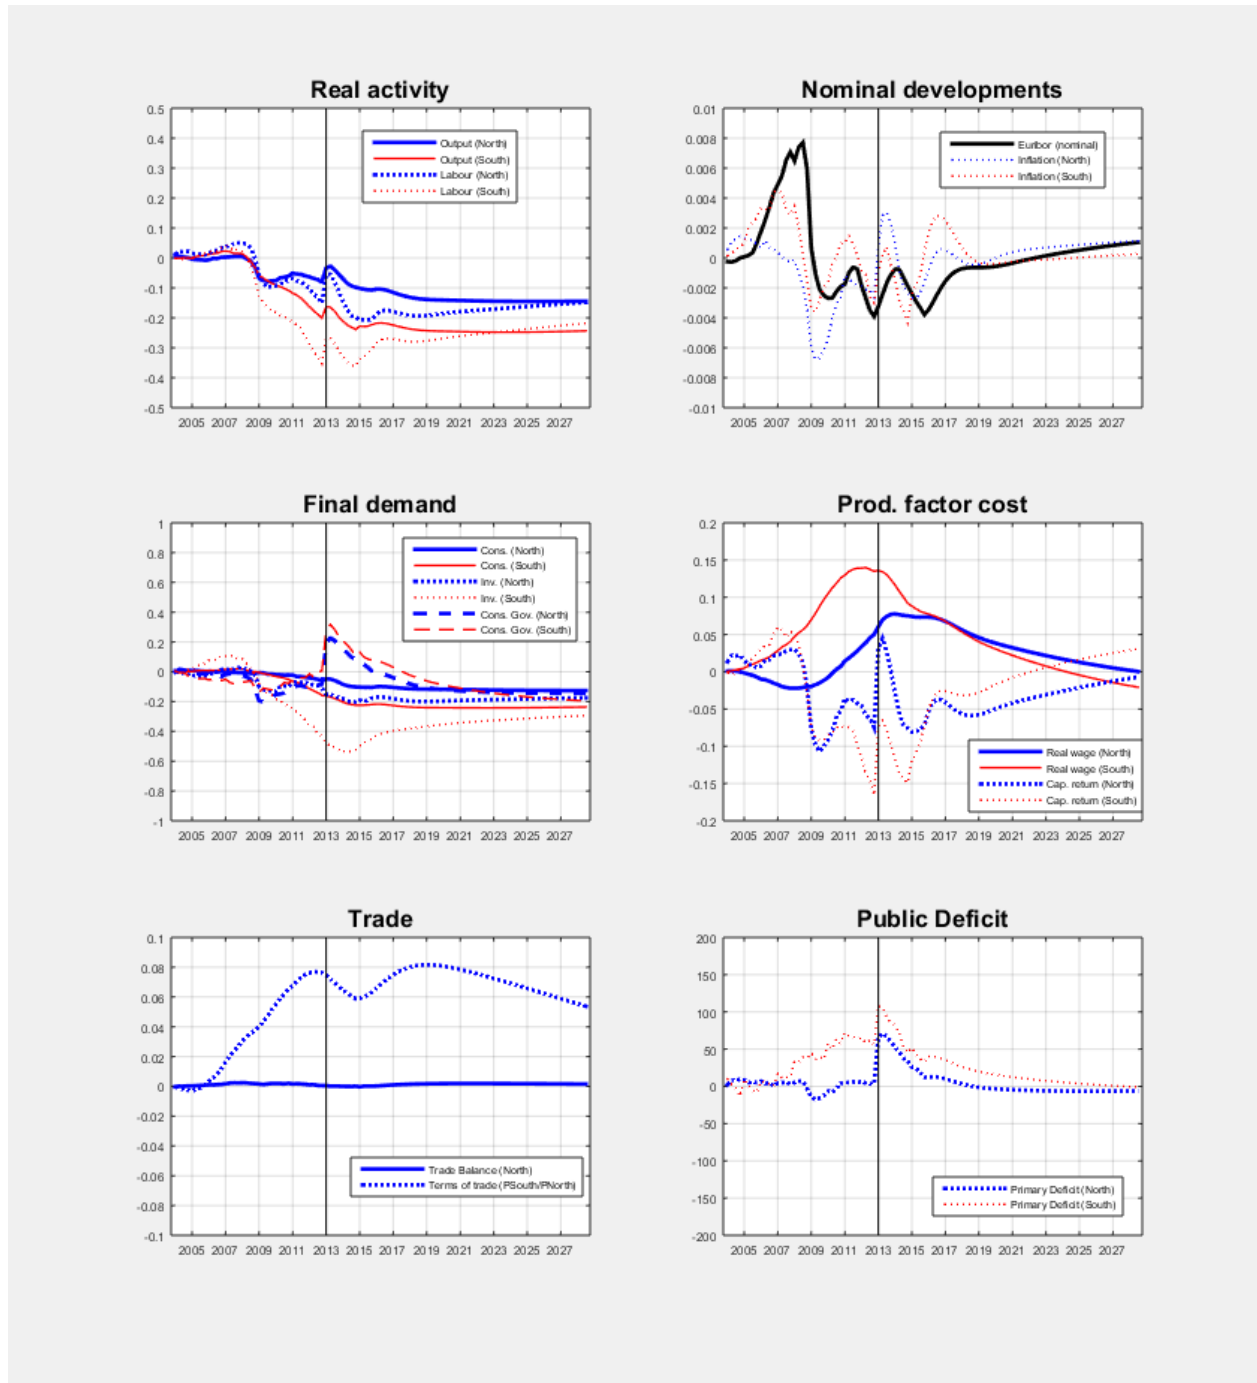 Real activity
0.5
0.4
0.3
0.2
0.1
0
-0.1
-0.2
-0.3
-0.4
-0.5
2005 2007 2009 2011 2013 2015 2017 2019 2021 2023 2025 2027
Output (North)
Output (South)
Labour (North)
Labour (South)
Nominal developments
0.01
0.008
0.006
0.004
0.002
0
-0.002
-0.004
-0.006
-0.008
-0.01
2005 2007 2009 2011 2013 2015 2017 2019 2021 2023 2025 2027
Euribor (nominal)
Inflation (North)
Inflation (South)
Final demand
1
0.8
0.6
0.4
0.2
0
-0.2
-0.4
-0.6
-0.8
-1
2005 2007 2009 2011 2013 2015 2017 2019 2021 2023 2025 2027
Cons. (North)
Cons. (South)
Inv. (North)
Inv. (South)
Cons. Gov. (North)
Cons. Gov. (South)
Prod. factor cost
0.2
0.15
0.1
0.05
0
-0.05
-0.1
-0.15
-0.2
2005 2007 2009 2011 2013 2015 2017 2019 2021 2023 2025 2027
Real wage (North)
Real wage (South)
Cap. return (North)
Cap. return (South)
Trade
0.1
0.08
0.06
0.04
0.02
0
-0.02
-0.04
-0.06
-0.08
-0.1
2005 2007 2009 2011 2013 2015 2017 2019 2021 2023 2025 2027
Trade Balance (North)
Terms of trade (PSouth/PNorth)
Public Deficit
200
150
100
50
0
-50
-100
-150
-200
2005 2007 2009 2011 2013 2015 2017 2019 2021 2023 2025 2027
Primary Deficit (North)
Primary Deficit (South)